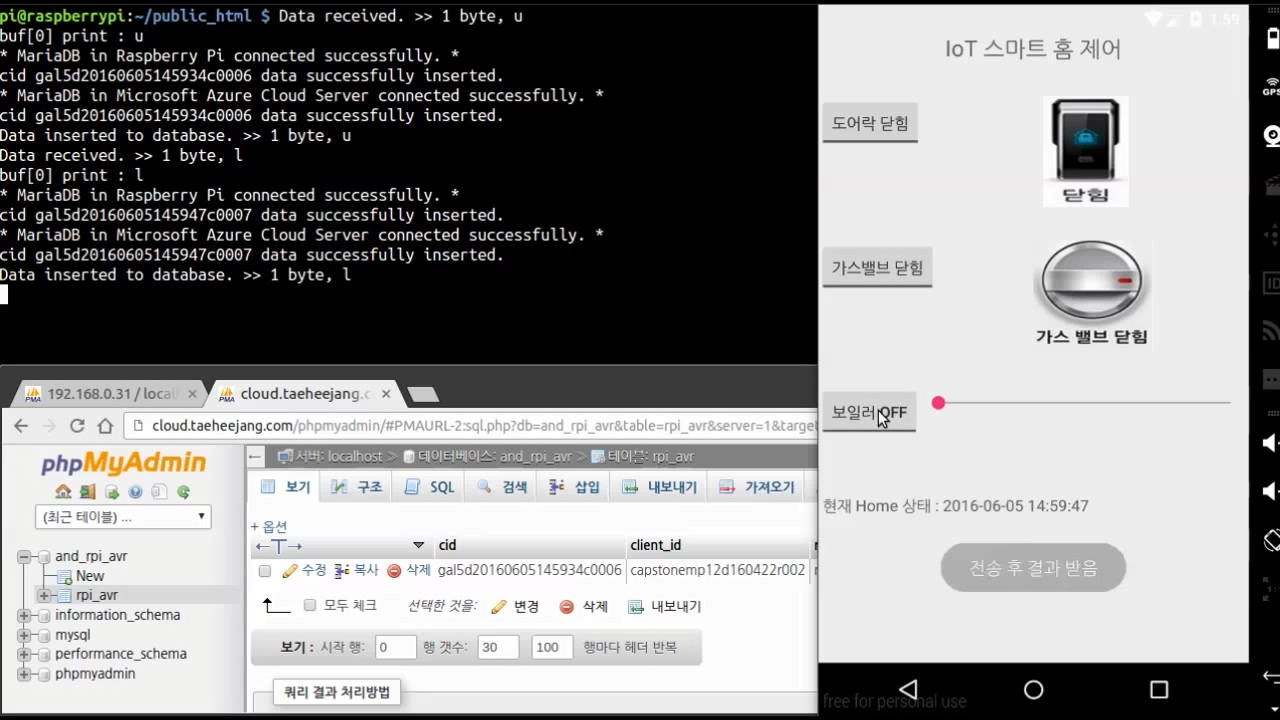 pi@raspberrypi:~/public_html $ Data received. >> 1 byte, u
buf[0] print : u
* MariaDB in Raspberry Pi connected successfully. *
cid gal5d20160605145934c0006 data successfully inserted.
* MariaDB in Microsoft Azure Cloud Server connected successfully. *
cid gal5d20160605145934c0006 data successfully inserted.
Data inserted to database. >> 1 byte, u
Data received. >> 1 byte, l
buf[0] print : l
* MariaDB in Raspberry Pi connected successfully. *
cid gal5d20160605145947c0007 data successfully inserted.
* MariaDB in Microsoft Azure Cloud Server connected successfully. *
cid gal5d20160605145947c0007 data successfully inserted.
Data inserted to database. >> 1 byte, l
192.168.0.31 / local
cloud.taeheejang.c
cloud.taeheejang.com/phpmyadmin/#PMAURL-2:sql.php?db=and_rpi_avr&table=rpi_avr&server=1&target
phpMyAdmin
(최근 테이블) ...
and_rpi_avr
New
rpi_avr
information_schema
mysql
performance_schema
phpmyadmin
서버: localhost > 데이터베이스: and_rpi_avr > 테이블: rpi_avr
보기 구조 SQL 검색 삽입 내보내기 가져오기
+ 옵션
←T→ cid client_id
수정 복사 삭제 gal5d20160605145934c0006 capstonemp12d160422r002
모두 체크 선택한 것을: 변경 삭제 내보내기
보기 : 시작 행: 0 행 갯수: 30 100 행마다 헤더 반복
쿼리 결과 처리방법
1:59
IoT 스마트 홈 제어
도어락 닫힘
닫힘
가스밸브 닫힘
가스 밸브 닫힘
보일러 OFF
현재 Home 상태 : 2016-06-05 14:59:47
전송 후 결과 받음
free for personal use
GPS
ID